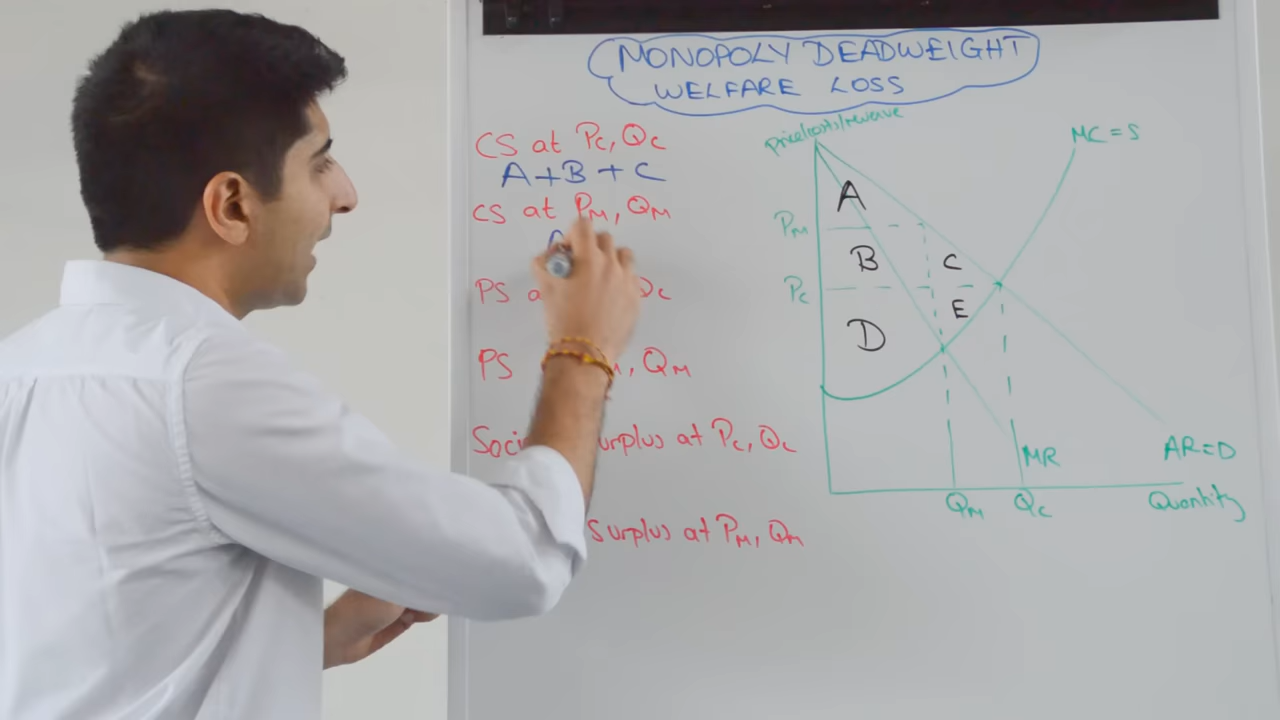 MONOPOLY DEADWEIGHT
WELFARE LOSS
CS at Pc, Qc
A+B+C
CS at PM, QM
A
PS a
Qc
PS
M, QM
Soci
urplus at Pc, Qc
Surplus at PM, QM
price/costs/revenue
MC = S
A
PM
B
C
Pc
E
D
MR
AR=D
QM
Qc
Quantity